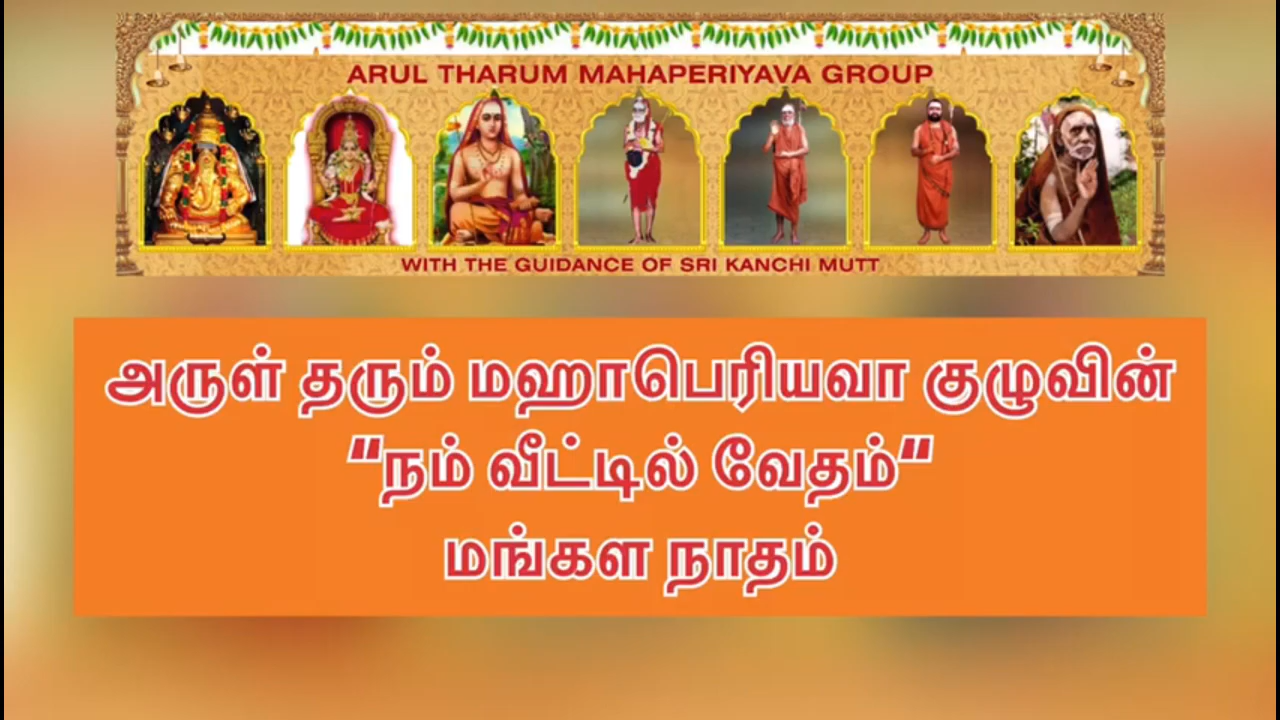 ARUL THARUM MAHAPERIYAVA GROUP
WITH THE GUIDANCE OF SRI KANCHI MUTT
அருள் தரும் மஹாபெரியவா குழுவின்
“நம் வீட்டில் வேதம்“
மங்கள நாதம்